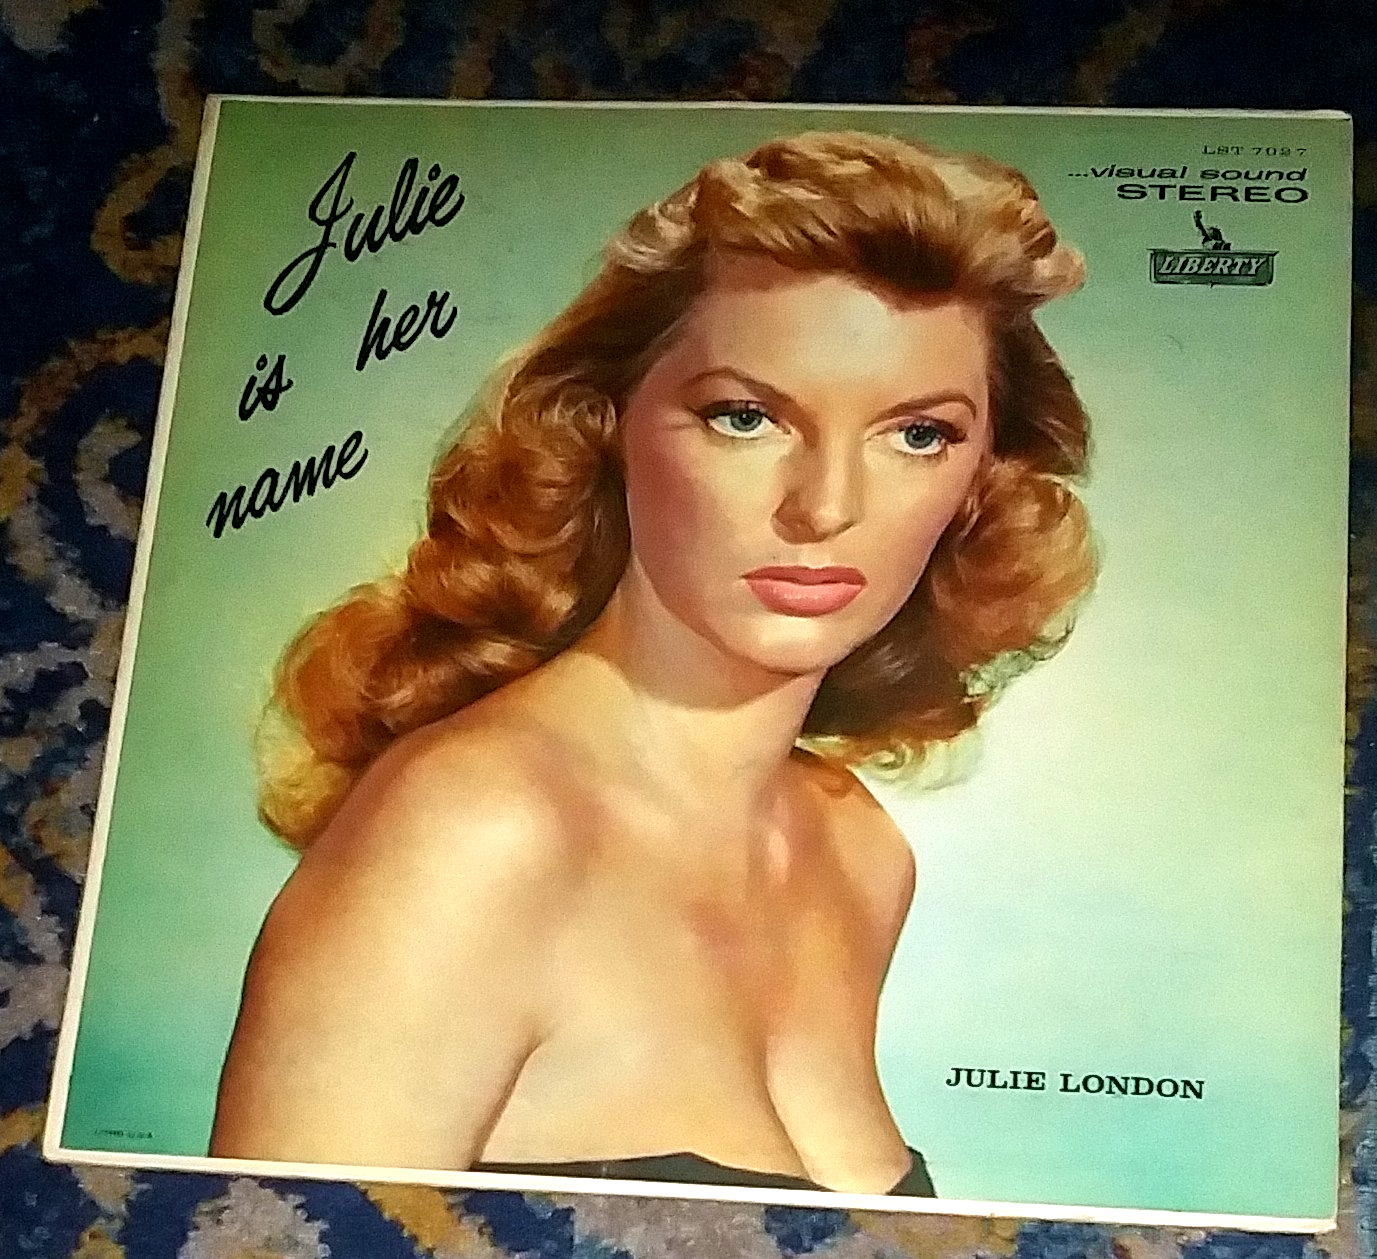 Julie
is her
name
LST 7027
...visual sound
STEREO
LIBERTY
JULIE LONDON